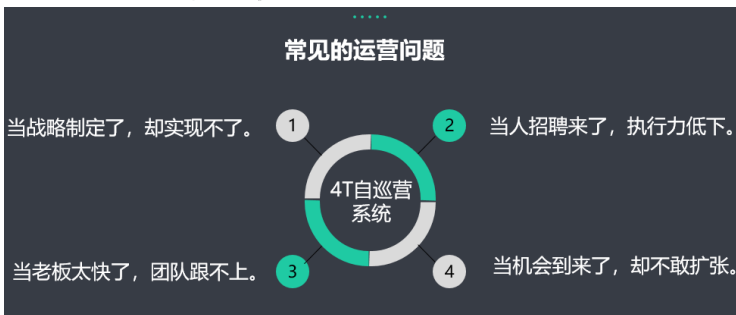 常见的运营问题
当战略制定了，却实现不了。
1
2
当人招聘来了，执行力低下。
4T自巡营
系统
当老板太快了，团队跟不上。
3
4
当机会到来了，却不敢扩张。